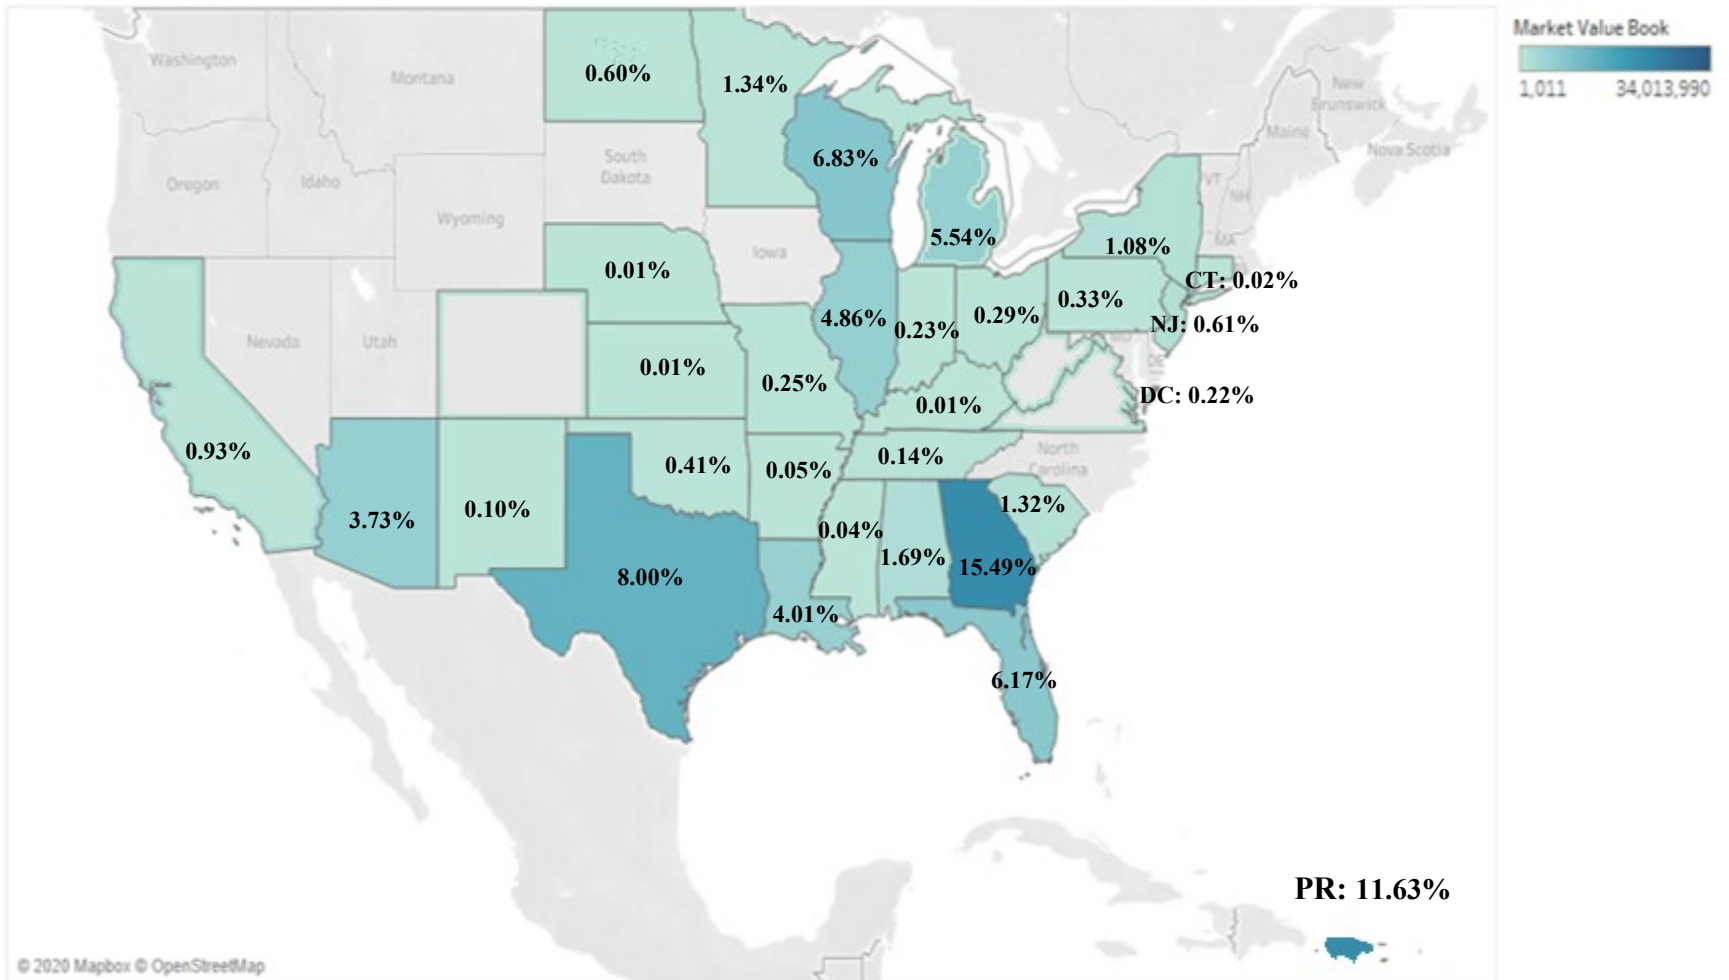 Market Value Book
1,011 34,013,990
Washington
Montana
0.60%
1.34%
New
Brunswick
Maine
Nova Scotia
Oregon
Idaho
South
Dakota
6.83%
VT
NH
Wyoming
5.54%
MA
1.08%
Iowa
0.01%
CT: 0.02%
0.33%
4.86%
0.23%
0.29%
NJ: 0.61%
Nevada
Utah
MD
DE
0.01%
0.25%
DC: 0.22%
0.01%
0.93%
0.41%
0.05%
0.14%
North
Carolina
3.73%
0.10%
0.04%
1.32%
1.69%
15.49%
8.00%
4.01%
6.17%
PR: 11.63%
© 2020 Mapbox © OpenStreetMap